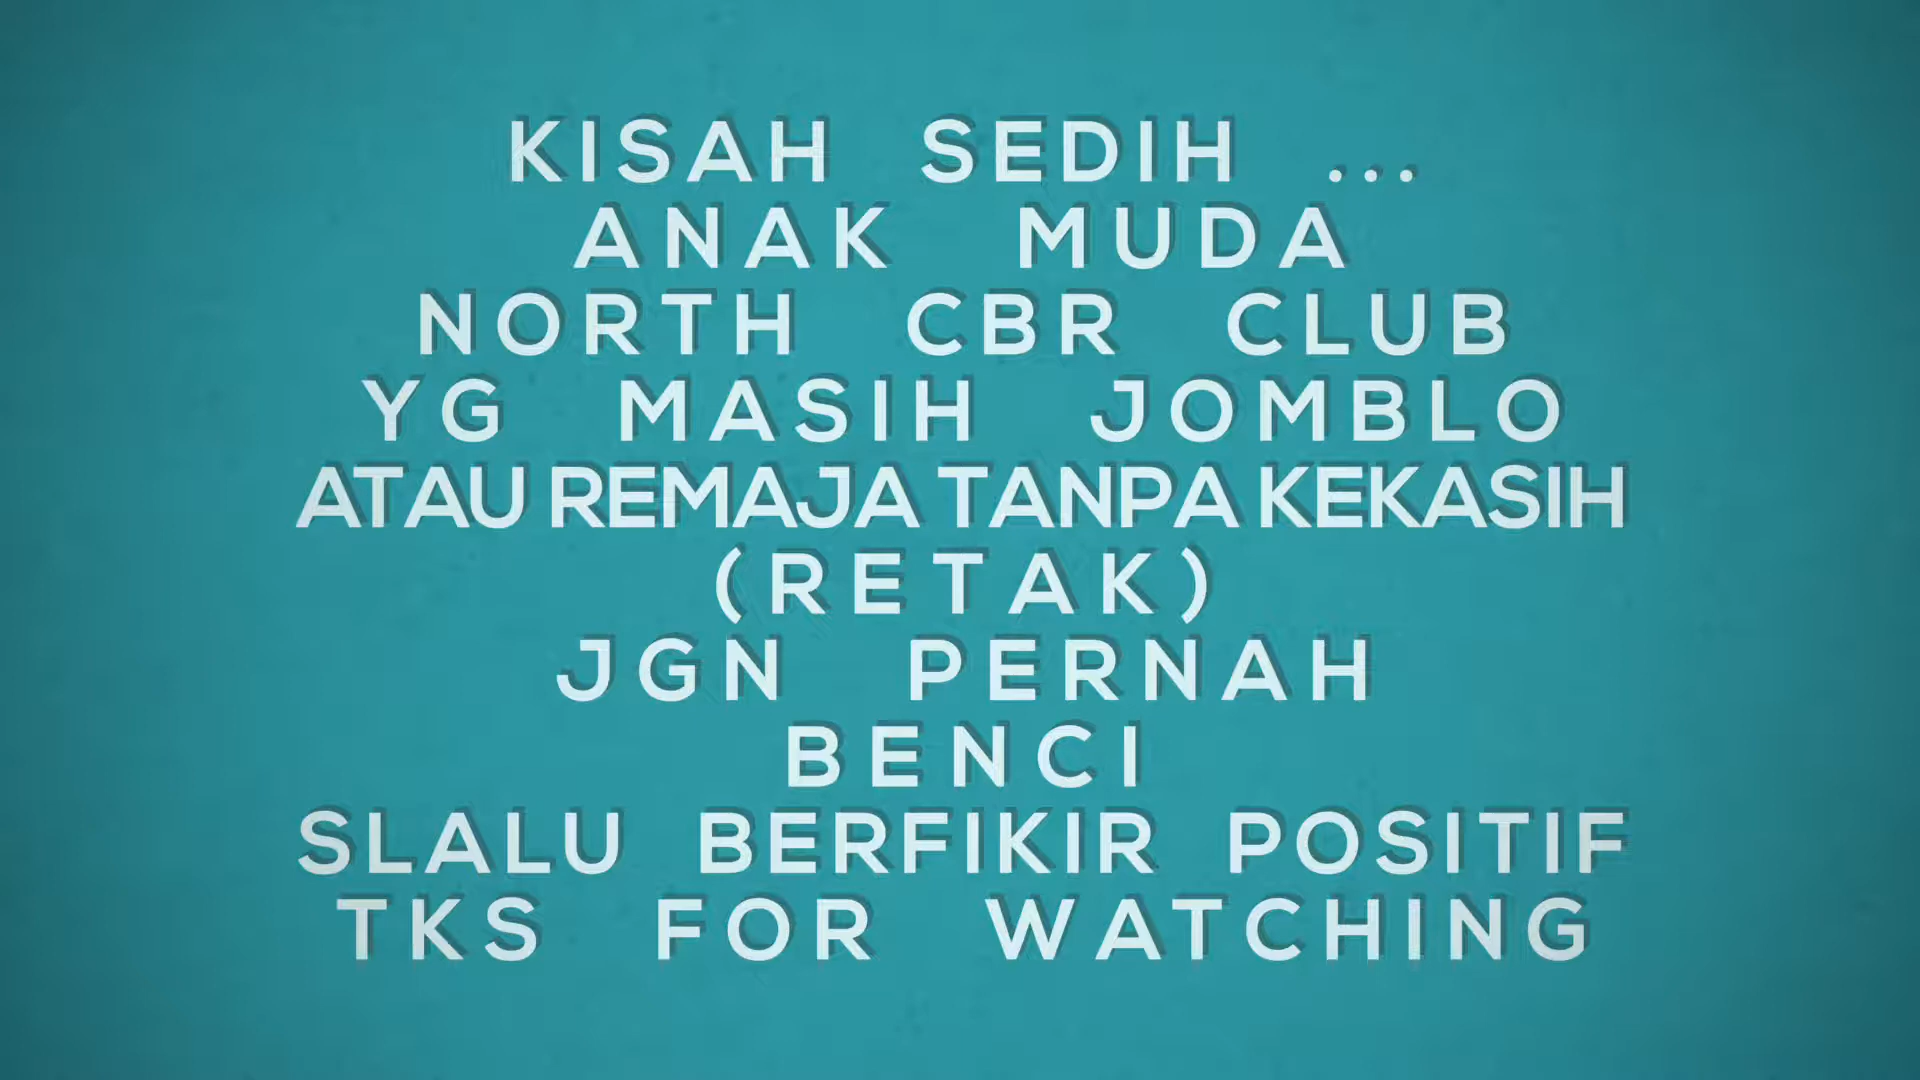 KISAH SEDIH ...
ANAK MUDA
NORTH CBR CLUB
YG MASIH JOMBLO
ATAU REMAJA TANPA KEKASIH
(RETAK)
JGN PERNAH
BENCI
SLALU BERFIKIR POSITIF
TKS FOR WATCHING